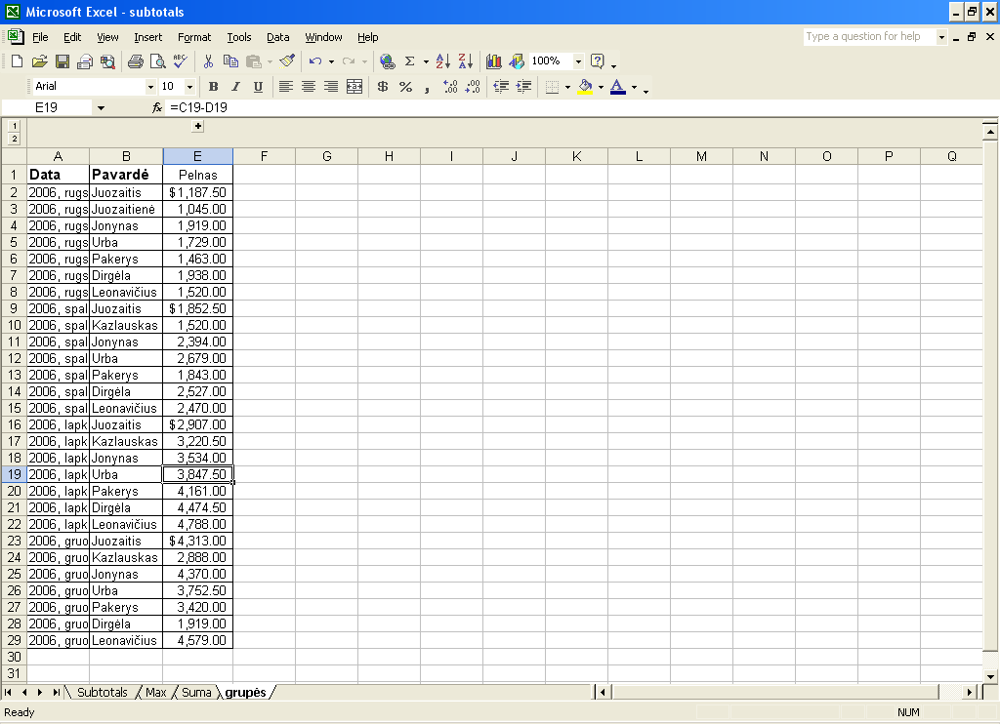 Microsoft Excel - subtotals
File Edit View Insert Format Tools Data Window Help Type a question for help
100%
Arial 10 B I U $ % ,
E19 fx =C19-D19
1
2
A B E F G H I J K L M N O P Q
1 Data Pavardė Pelnas
2 2006, rugs Juozaitis $1,187.50
3 2006, rugs Juozaitienė 1,045.00
4 2006, rugs Jonynas 1,919.00
5 2006, rugs Urba 1,729.00
6 2006, rugs Pakerys 1,463.00
7 2006, rugs Dirgėla 1,938.00
8 2006, rugs Leonavičius 1,520.00
9 2006, spal Juozaitis $1,852.50
10 2006, spal Kazlauskas 1,520.00
11 2006, spal Jonynas 2,394.00
12 2006, spal Urba 2,679.00
13 2006, spal Pakerys 1,843.00
14 2006, spal Dirgėla 2,527.00
15 2006, spal Leonavičius 2,470.00
16 2006, lapk Juozaitis $2,907.00
17 2006, lapk Kazlauskas 3,220.50
18 2006, lapk Jonynas 3,534.00
19 2006, lapk Urba 3,847.50
20 2006, lapk Pakerys 4,161.00
21 2006, lapk Dirgėla 4,474.50
22 2006, lapk Leonavičius 4,788.00
23 2006, gruo Juozaitis $4,313.00
24 2006, gruo Kazlauskas 2,888.00
25 2006, gruo Jonynas 4,370.00
26 2006, gruo Urba 3,752.50
27 2006, gruo Pakerys 3,420.00
28 2006, gruo Dirgėla 1,919.00
29 2006, gruo Leonavičius 4,579.00
30
31
Subtotals Max Suma grupės
Ready NUM